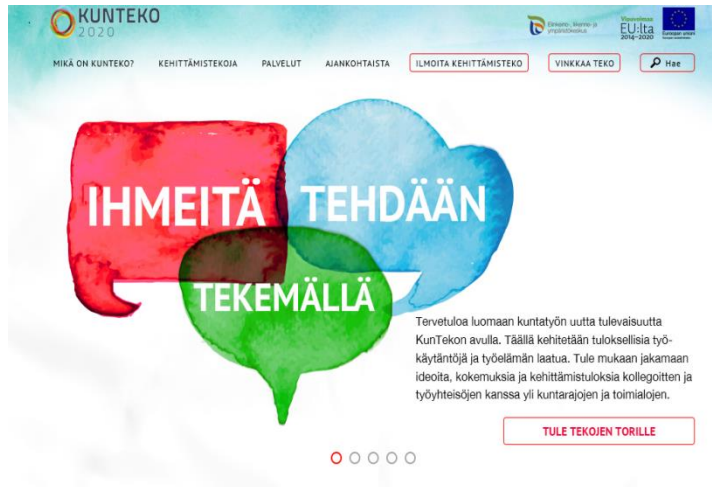 KUNTEKO
2020
Elinkeino-, liikenne- ja
ympäristökeskus
Vipuvoimaa
EU:lta
2014–2020
Euroopan unioni
MIKÄ ON KUNTEKO?
KEHITTÄMISTEKOJA
PALVELUT
AJANKOHTAISTA
ILMOITA KEHITTÄMISTEKO
VINKKAA TEKO
Hae
IHMEITÄ
TEHDÄÄN
TEKEMÄLLÄ
Tervetuloa luomaan kuntatyön uutta tulevaisuutta
KunTekon avulla. Täällä kehitetään tuloksellisia työ-
käytäntöjä ja työelämän laatua. Tule mukaan jakamaan
ideoita, kokemuksia ja kehittämistuloksia kollegoitten ja
työyhteisöjen kanssa yli kuntarajojen ja toimialojen.
TULE TEKOJEN TORILLE